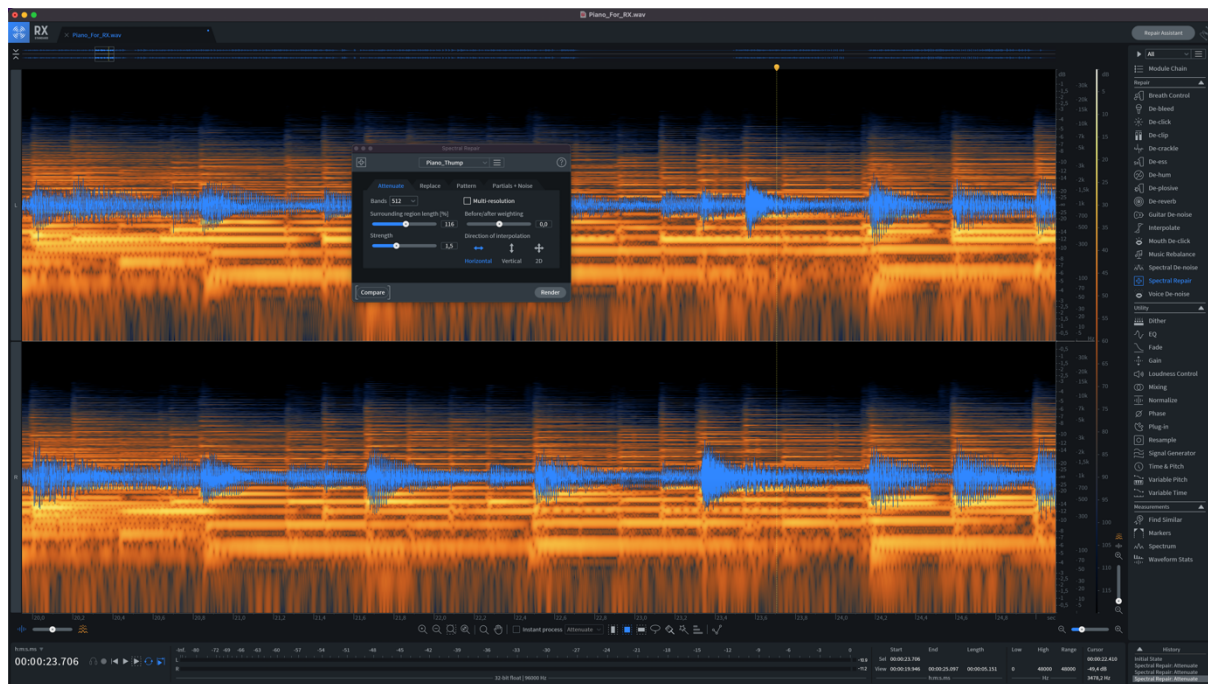 Piano_For_RX.wav
RX
Piano_For_RX.wav
Repair Assistant
All
Module Chain
Repair
Breath Control
De-bleed
De-click
De-clip
De-crackle
De-ess
De-hum
De-plosive
De-reverb
Guitar De-noise
Interpolate
Mouth De-click
Music Rebalance
Spectral De-noise
Spectral Repair
Voice De-noise
Utility
Dither
EQ
Fade
Gain
Loudness Control
Mixing
Normalize
Phase
Plug-in
Resample
Signal Generator
Time & Pitch
Variable Pitch
Variable Time
Measurements
Find Similar
Markers
Spectrum
Waveform Stats
Spectral Repair
Piano_Thump
?
Attenuate Replace Pattern Partials + Noise
Bands 512 Multi-resolution
Surrounding region length [%] Before/after weighting
116 0,0
Strength Direction of interpolation
1,5
Horizontal Vertical 2D
Compare Render
L
R
dB dB
Instant process Attenuate
h:m:s.ms
00:00:23.706
-Inf.
L
R
32-bit float | 96000 Hz
Start End Length Low High Range Cursor
Sel 00:00:23.706 00:00:22.410
View 00:00:19.946 00:00:25.097 00:00:05.151 0 48000 48000 -49,4 dB
h:m:s.ms Hz 3478,2 Hz
History
Initial State
Spectral Repair: Attenuate
Spectral Repair: Attenuate
Spectral Repair: Attenuate